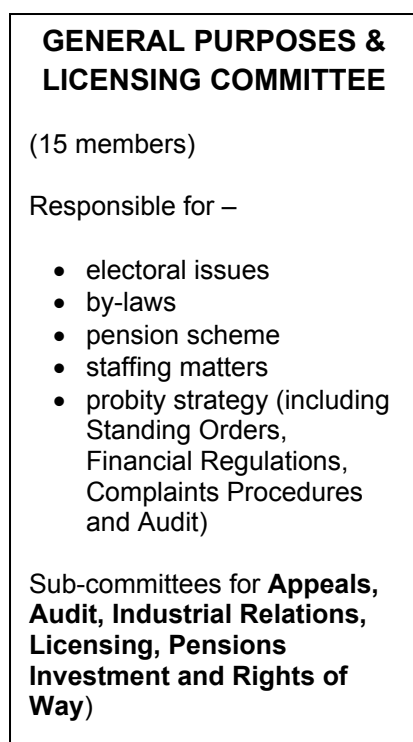 GENERAL PURPOSES &
LICENSING COMMITTEE
(15 members)
Responsible for –
• electoral issues
• by-laws
• pension scheme
• staffing matters
• probity strategy (including
Standing Orders,
Financial Regulations,
Complaints Procedures
and Audit)
Sub-committees for Appeals,
Audit, Industrial Relations,
Licensing, Pensions
Investment and Rights of
Way)